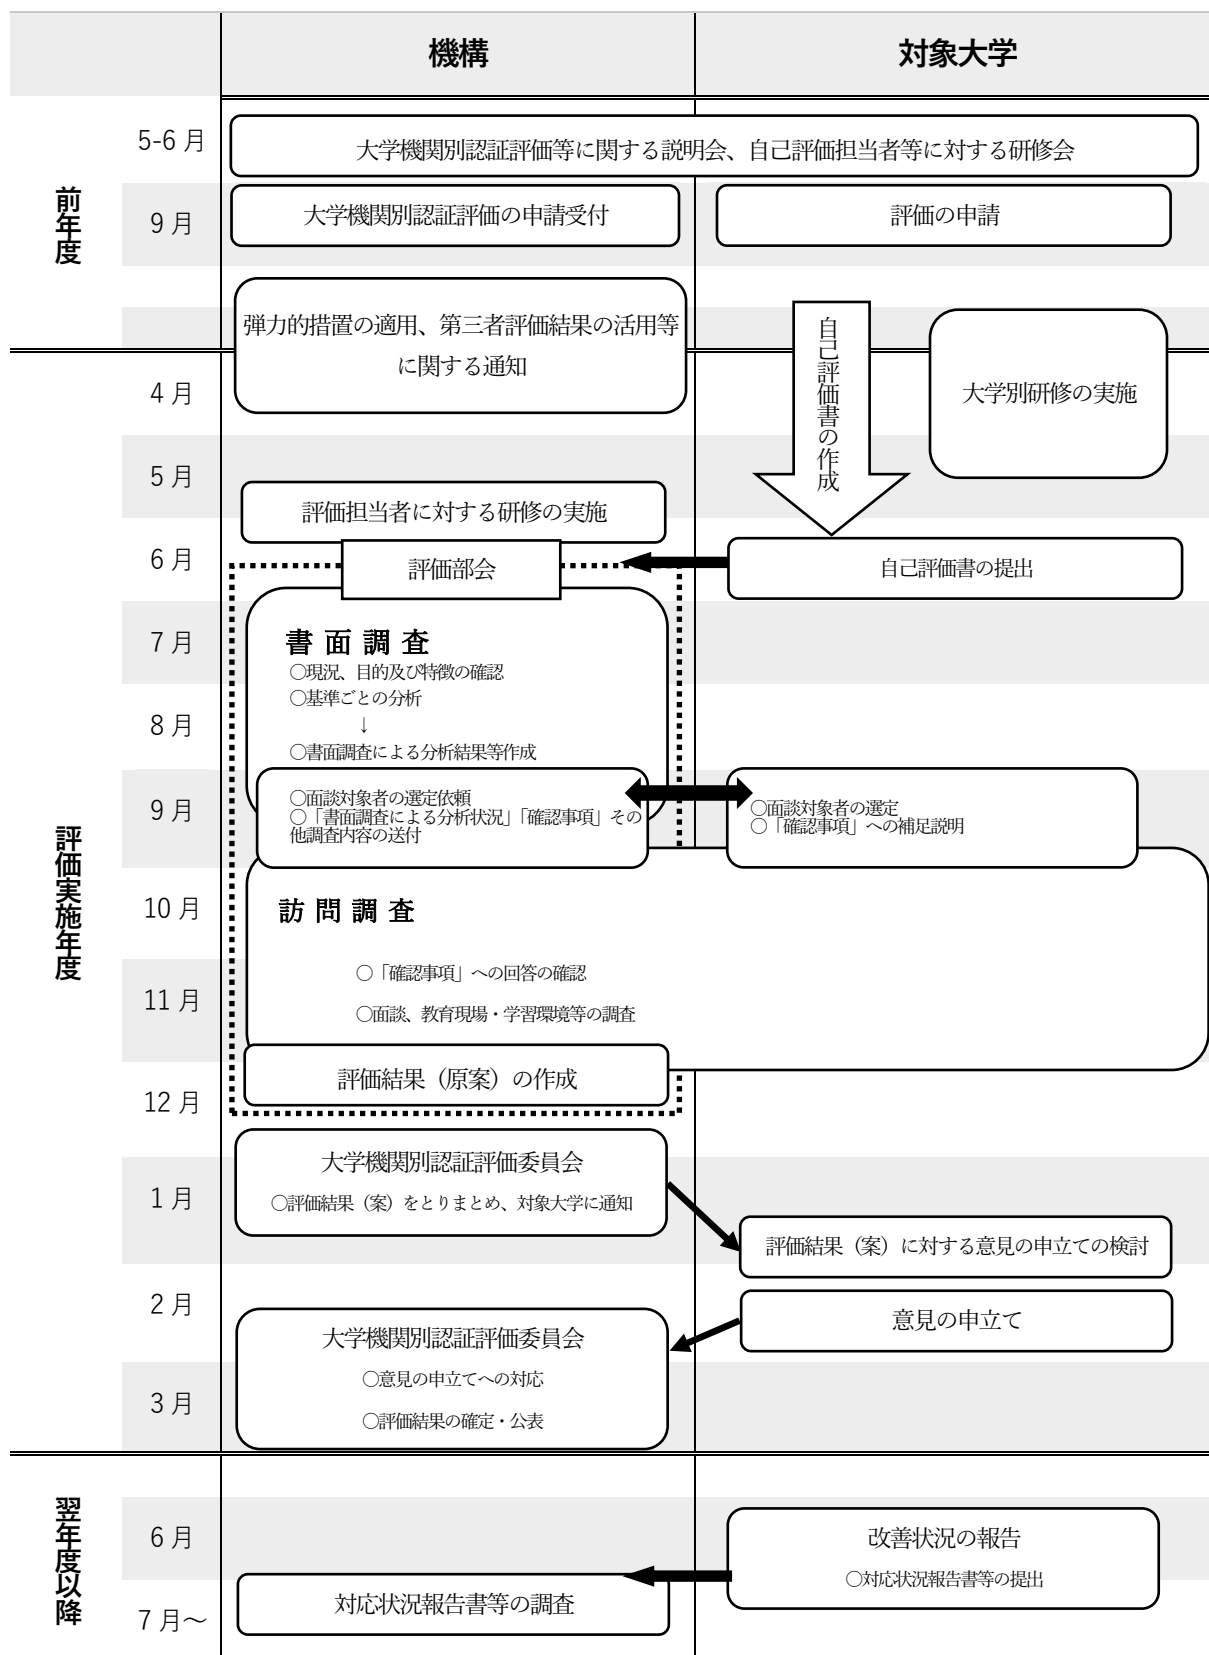 機構
対象大学
前年度
5-6 月
大学機関別認証評価等に関する説明会、自己評価担当者等に対する研修会
9 月
大学機関別認証評価の申請受付
評価の申請
弾力的措置の適用、第三者評価結果の活用等
に関する通知
自己評価書の作成
大学別研修の実施
評価実施年度
4 月
5 月
評価担当者に対する研修の実施
6 月
評価部会
自己評価書の提出
7 月
書面調査
○現況、目的及び特徴の確認
○基準ごとの分析
8 月
↓
○書面調査による分析結果等作成
9 月
○面談対象者の選定依頼
○「書面調査による分析状況」「確認事項」その
他調査内容の送付
○面談対象者の選定
○「確認事項」への補足説明
10 月
訪問調査
○「確認事項」への回答の確認
11 月
○面談、教育現場・学習環境等の調査
評価結果（原案）の作成
12 月
大学機関別認証評価委員会
1 月
○評価結果（案）をとりまとめ、対象大学に通知
評価結果（案）に対する意見の申立ての検討
2 月
意見の申立て
大学機関別認証評価委員会
○意見の申立てへの対応
3 月
○評価結果の確定・公表
翌年度以降
6 月
改善状況の報告
○対応状況報告書等の提出
7 月～
対応状況報告書等の調査